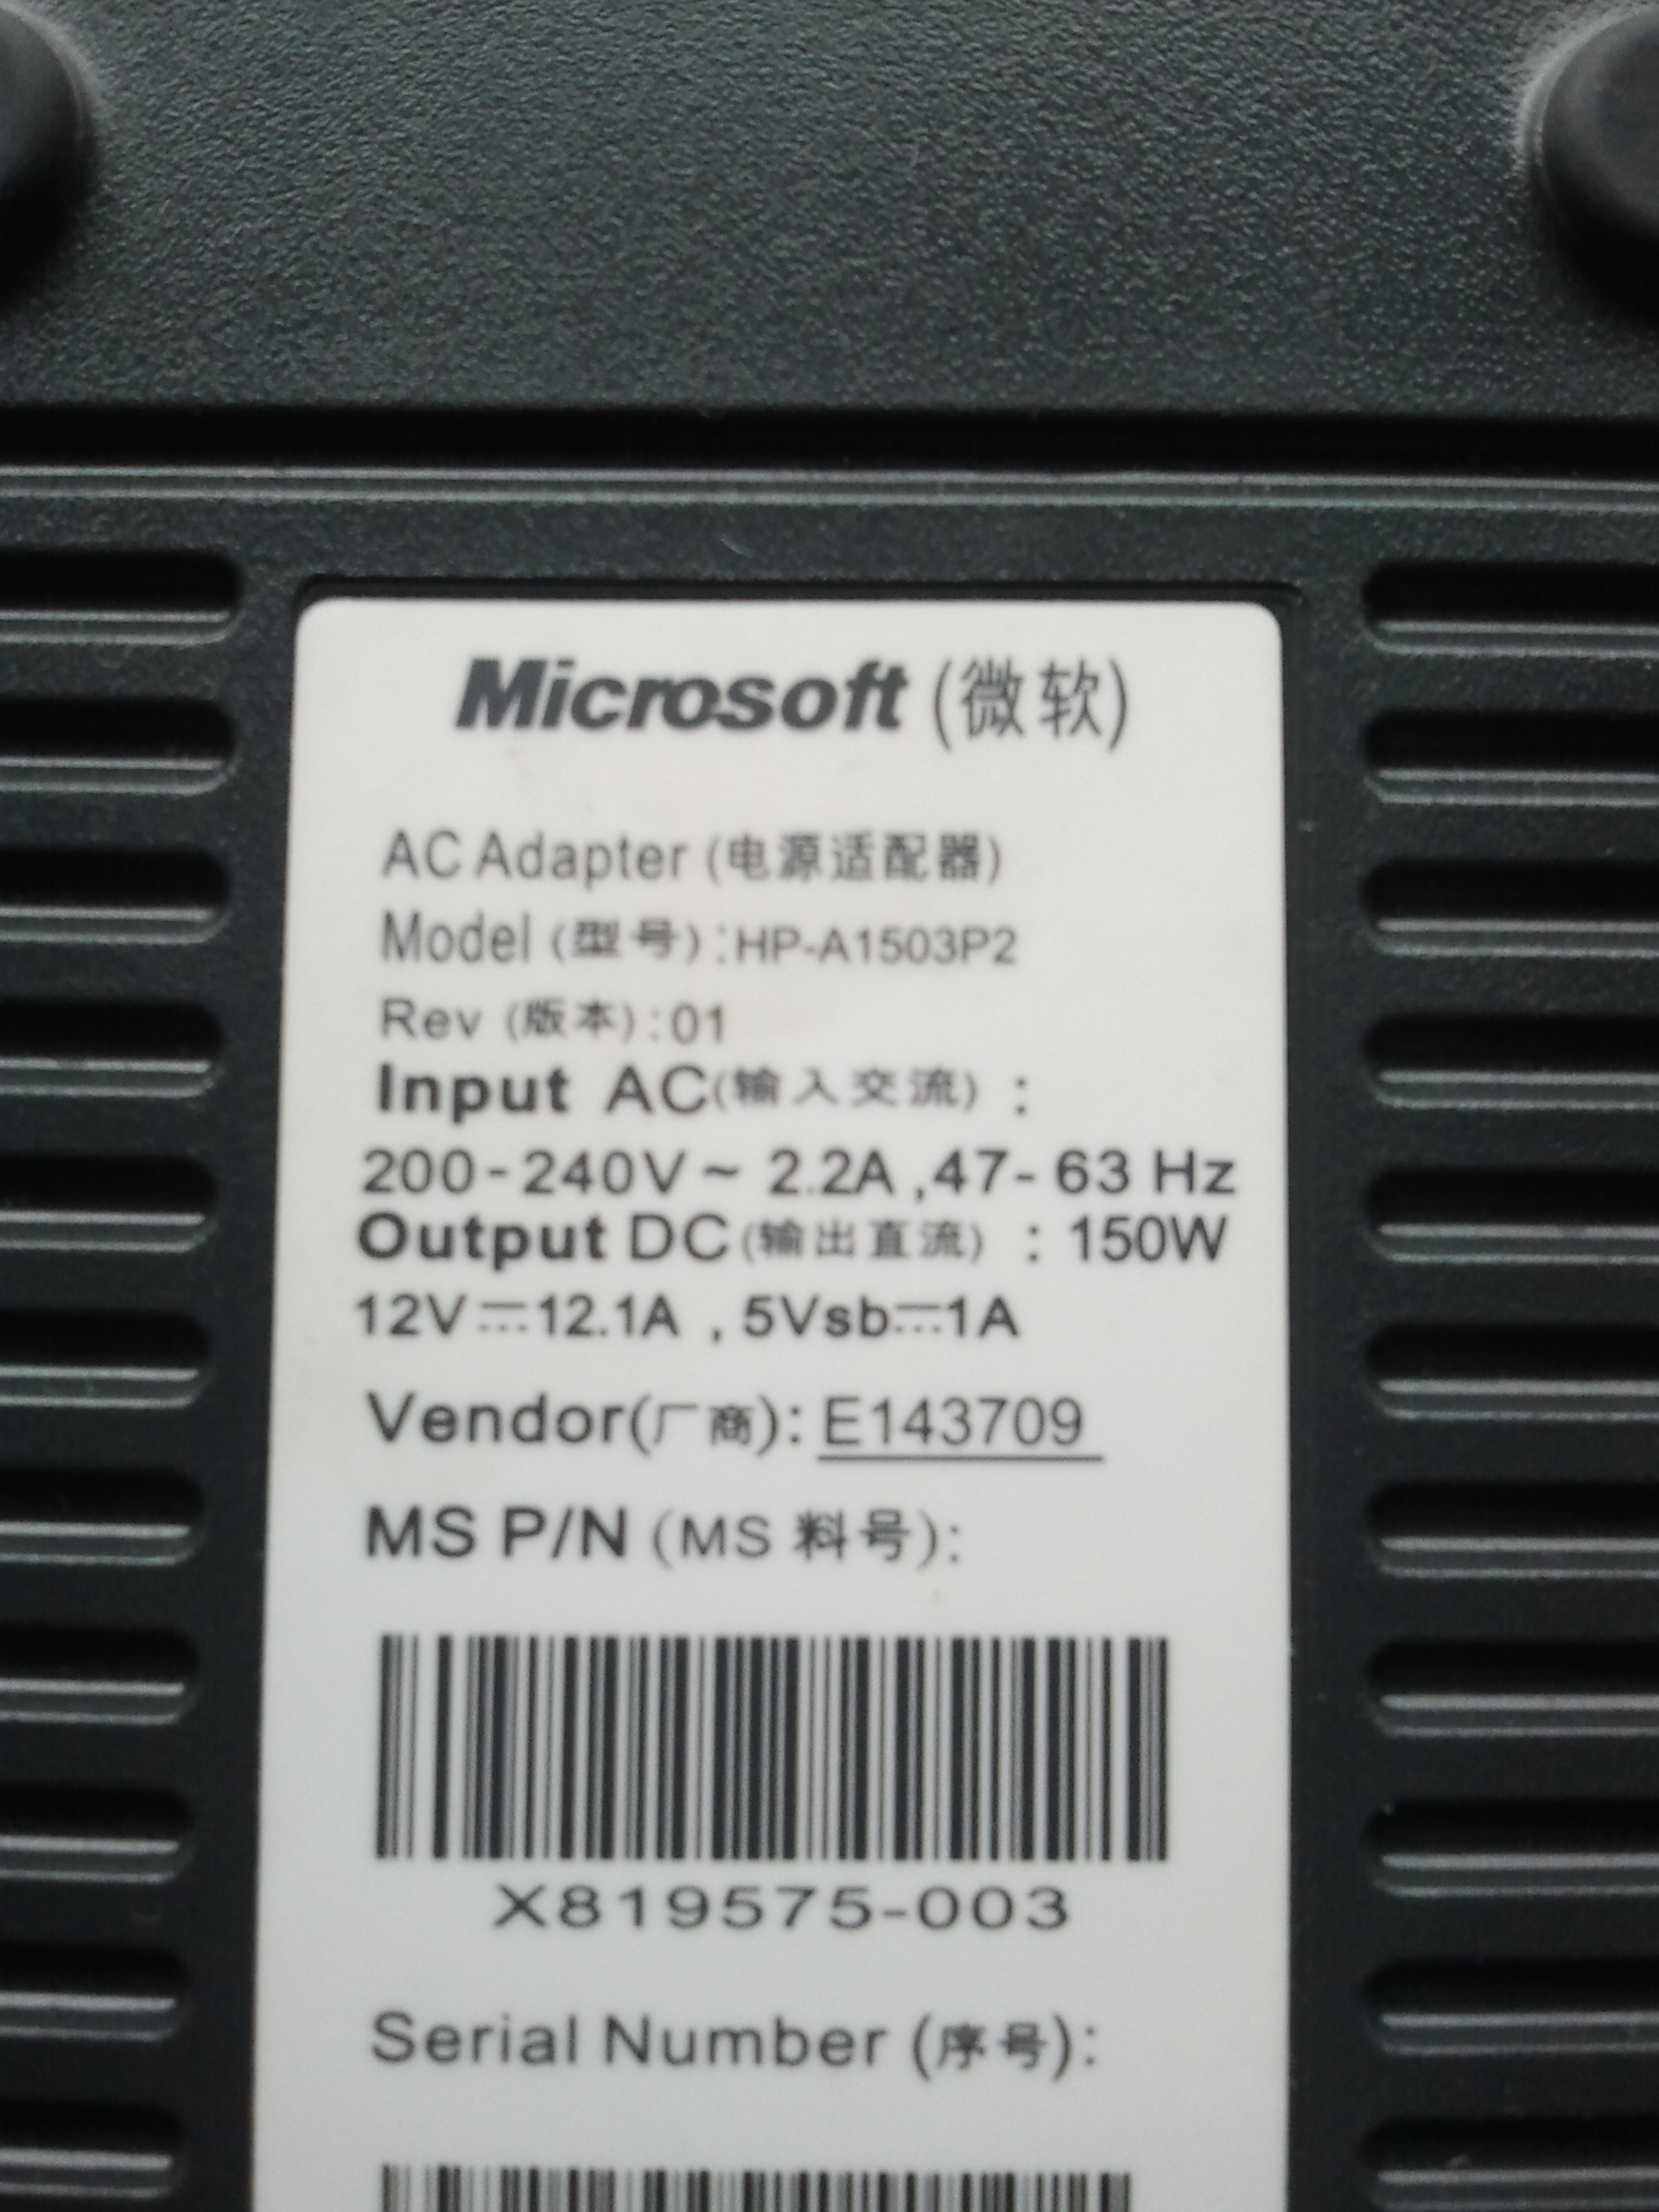 Microsoft (微软)
AC Adapter (电源适配器)
Model (型号):HP-A1503P2
Rev (版本):01
Input AC(输入交流) :
200-240V~ 2.2A ,47-63 Hz
Output DC(输出直流) : 150W
12V⎓12.1A , 5Vsb⎓1A
Vendor(厂商): E143709
MS P/N (MS 料号):
X819575-003
Serial Number (序号):